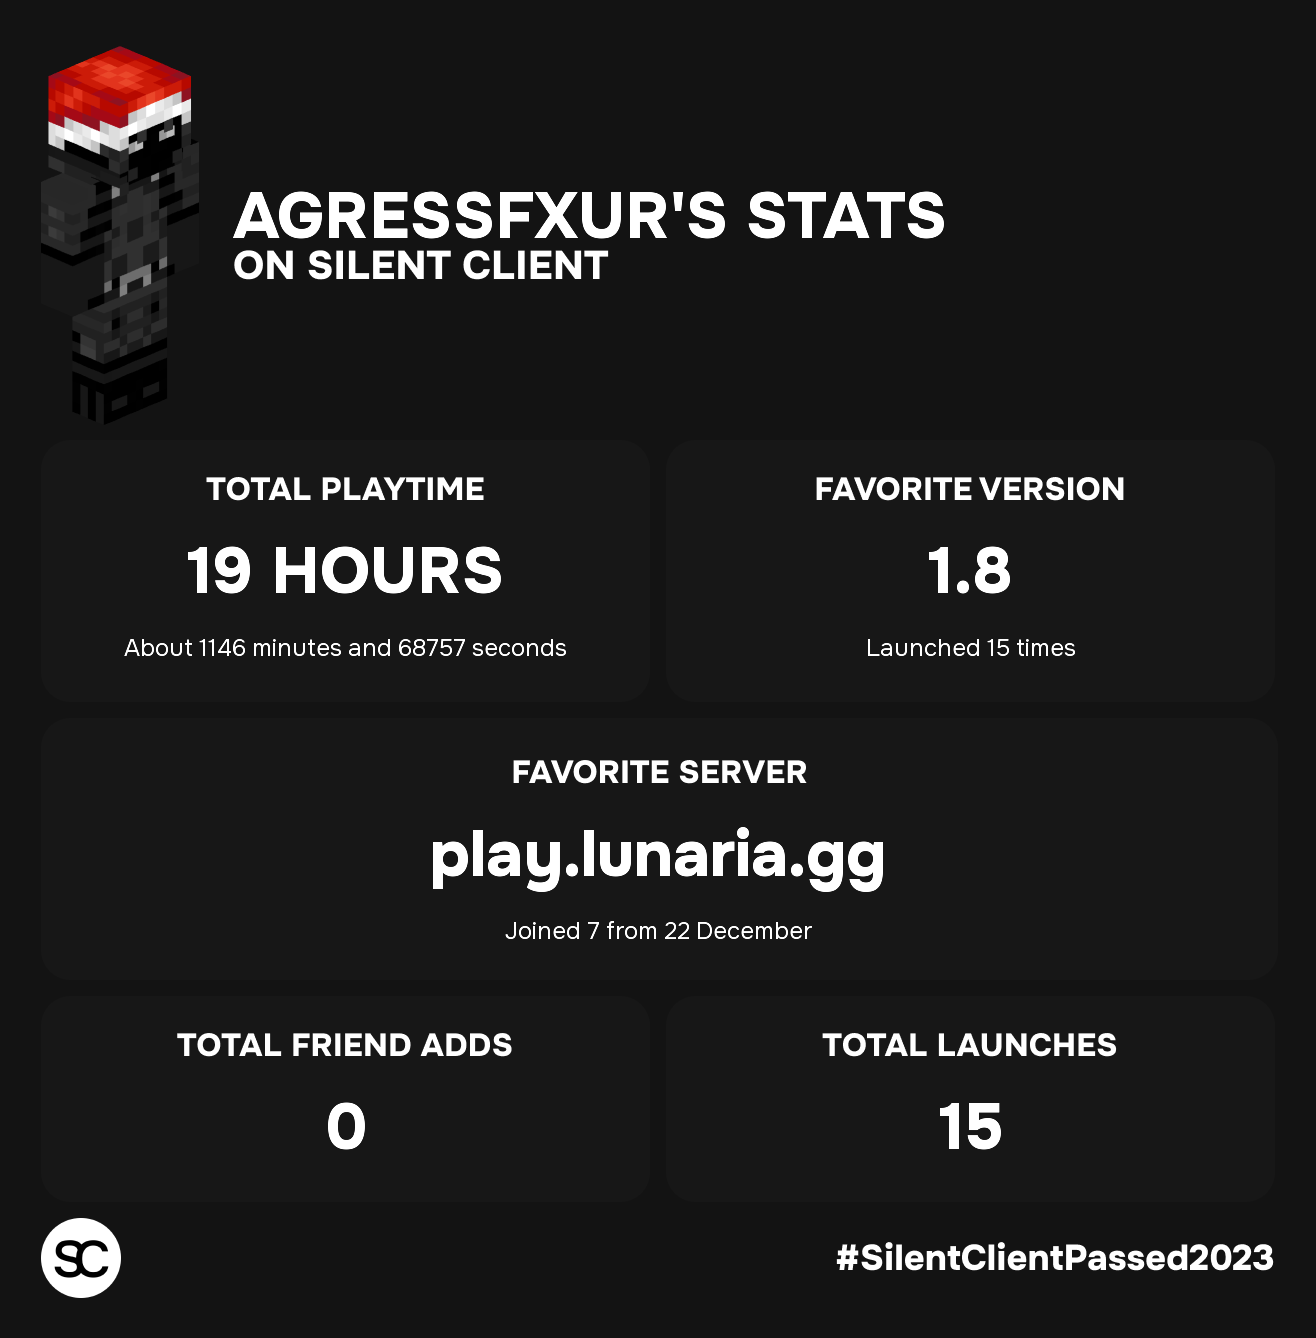 AGRESSFXUR'S STATS
ON SILENT CLIENT
TOTAL PLAYTIME
19 HOURS
About 1146 minutes and 68757 seconds
FAVORITE VERSION
1.8
Launched 15 times
FAVORITE SERVER
play.lunaria.gg
Joined 7 from 22 December
TOTAL FRIEND ADDS
0
TOTAL LAUNCHES
15
SC
#SilentClientPassed2023